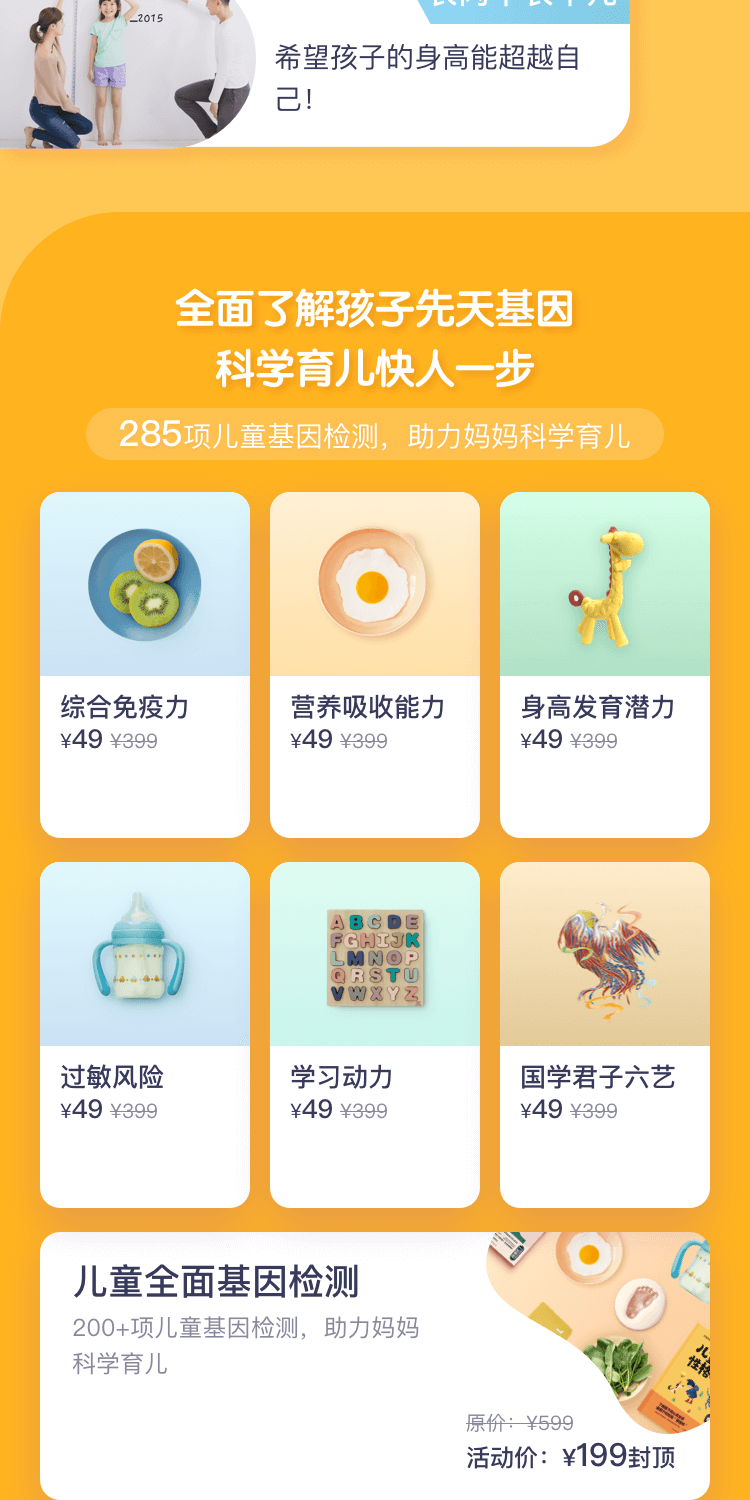 2015
希望孩子的身高能超越自
己!
全面了解孩子先天基因
科学育儿快人一步
285项儿童基因检测，助力妈妈科学育儿
综合免疫力
¥49 ¥399
营养吸收能力
¥49 ¥399
身高发育潜力
¥49 ¥399
A B C D E
F G H I J K
L M N O P
Q R S T U
V W X Y Z
过敏风险
¥49 ¥399
学习动力
¥49 ¥399
国学君子六艺
¥49 ¥399
儿童全面基因检测
200+项儿童基因检测，助力妈妈
科学育儿
原价：¥599
活动价：¥199封顶